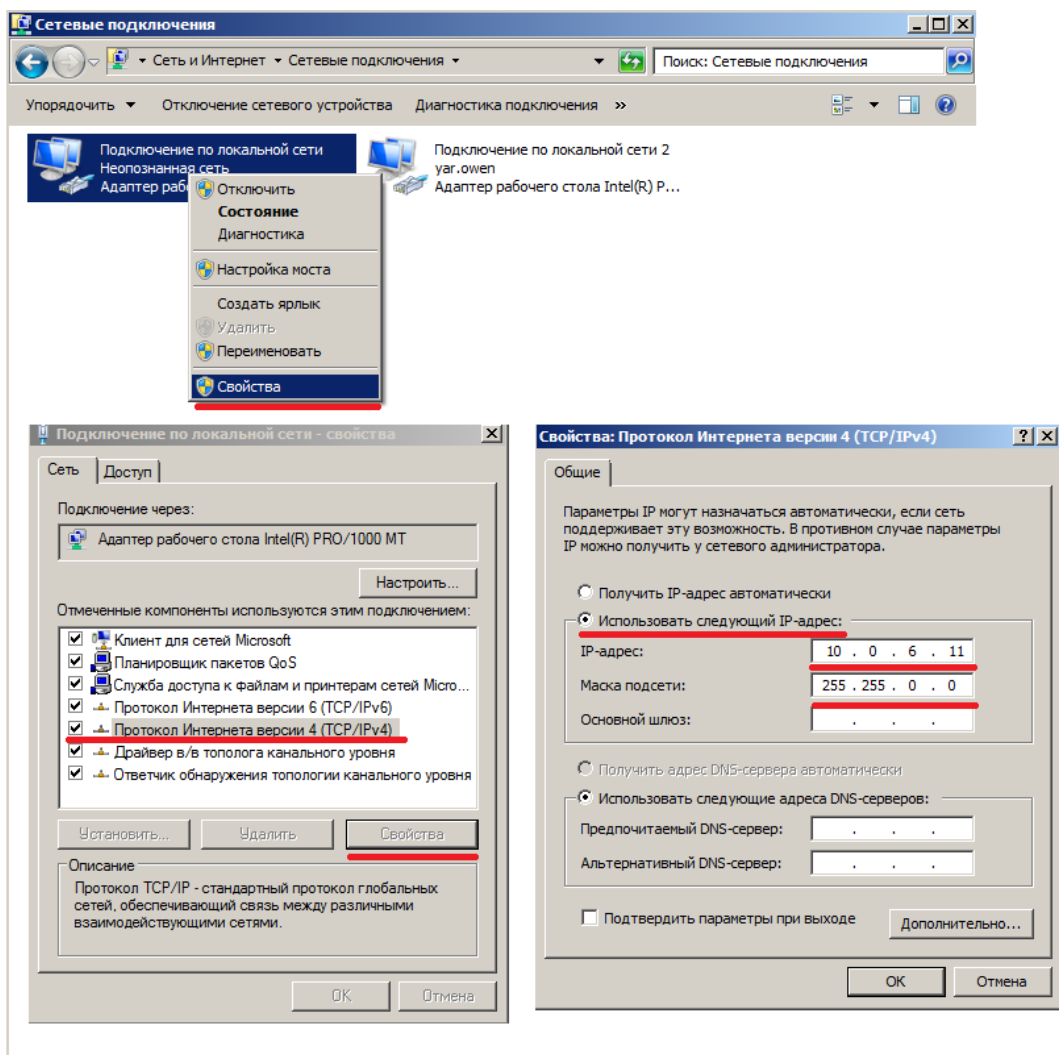 Сетевые подключения
Сеть и Интернет Сетевые подключения
Поиск: Сетевые подключения
Упорядочить Отключение сетевого устройства Диагностика подключения »
Подключение по локальной сети
Неопознанная сеть
Адаптер раб
Подключение по локальной сети 2
yar.owen
Адаптер рабочего стола Intel(R) P...
Отключить
Состояние
Диагностика
Настройка моста
Создать ярлык
Удалить
Переименовать
Свойства
Подключение по локальной сети - свойства
Сеть Доступ
Подключение через:
Адаптер рабочего стола Intel(R) PRO/1000 MT
Настроить...
Отмеченные компоненты используются этим подключением:
Клиент для сетей Microsoft
Планировщик пакетов QoS
Служба доступа к файлам и принтерам сетей Micro...
Протокол Интернета версии 6 (TCP/IPv6)
Протокол Интернета версии 4 (TCP/IPv4)
Драйвер в/в тополога канального уровня
Ответчик обнаружения топологии канального уровня
Установить... Удалить Свойства
Описание
Протокол TCP/IP - стандартный протокол глобальных
сетей, обеспечивающий связь между различными
взаимодействующими сетями.
OK Отмена
Свойства: Протокол Интернета версии 4 (TCP/IPv4)
Общие
Параметры IP могут назначаться автоматически, если сеть
поддерживает эту возможность. В противном случае параметры
IP можно получить у сетевого администратора.
Получить IP-адрес автоматически
Использовать следующий IP-адрес:
IP-адрес: 10 . 0 . 6 . 11
Маска подсети: 255 . 255 . 0 . 0
Основной шлюз: . . .
Получить адрес DNS-сервера автоматически
Использовать следующие адреса DNS-серверов:
Предпочитаемый DNS-сервер: . . .
Альтернативный DNS-сервер: . . .
Подтвердить параметры при выходе
Дополнительно...
OK Отмена